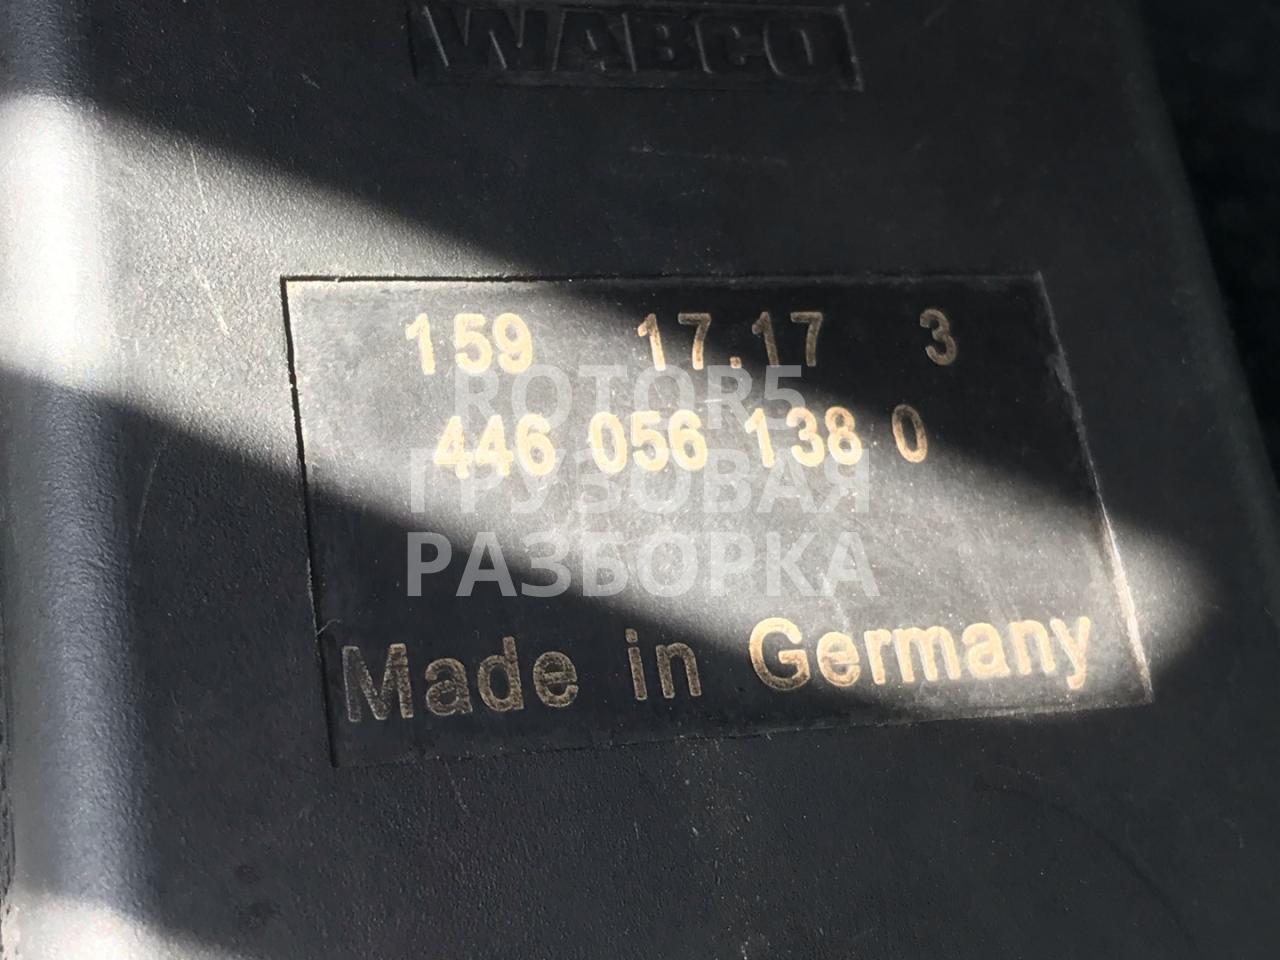 WABCO
159 17.17 3
ROTOR5
446 056 138 0
ГРУЗОВАЯ
РАЗБОРКА
Made in Germany